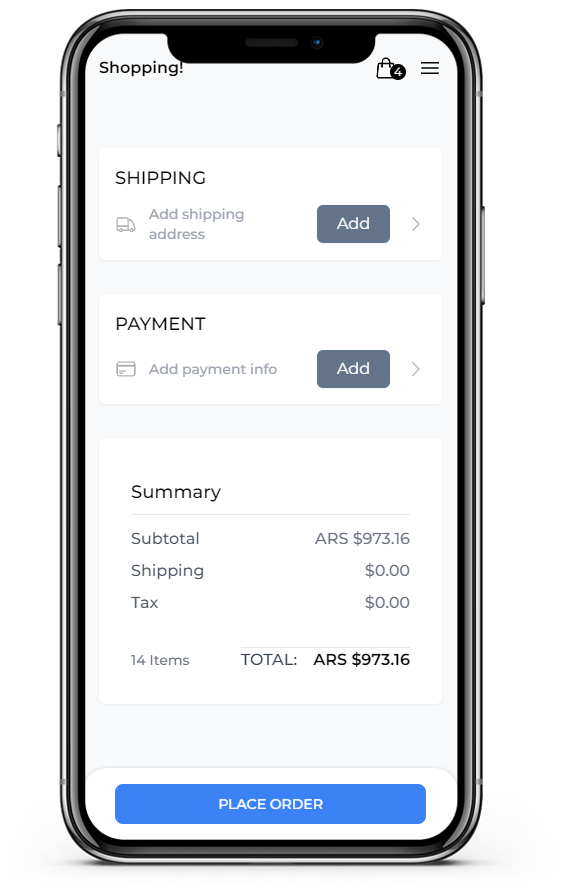 Shopping!
4
SHIPPING
Add shipping
address
Add
PAYMENT
Add payment info
Add
Summary
Subtotal ARS $973.16
Shipping $0.00
Tax $0.00
14 Items TOTAL: ARS $973.16
PLACE ORDER